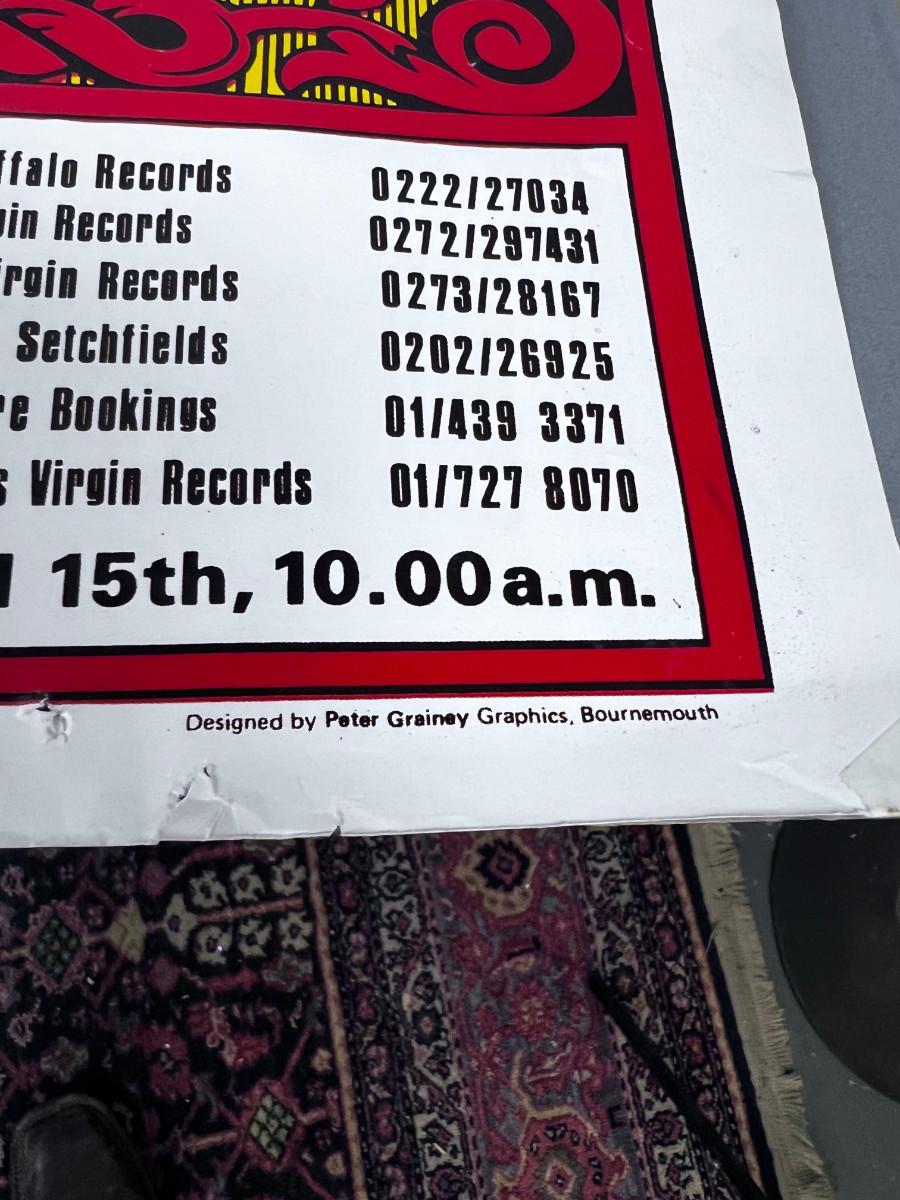 ffalo Records 0222/27034
in Records 0272/297431
rgin Records 0273/28167
Setchfields 0202/26925
re Bookings 01/439 3371
s Virgin Records 01/727 8070
15th, 10.00a.m.
Designed by Peter Grainey Graphics, Bournemouth